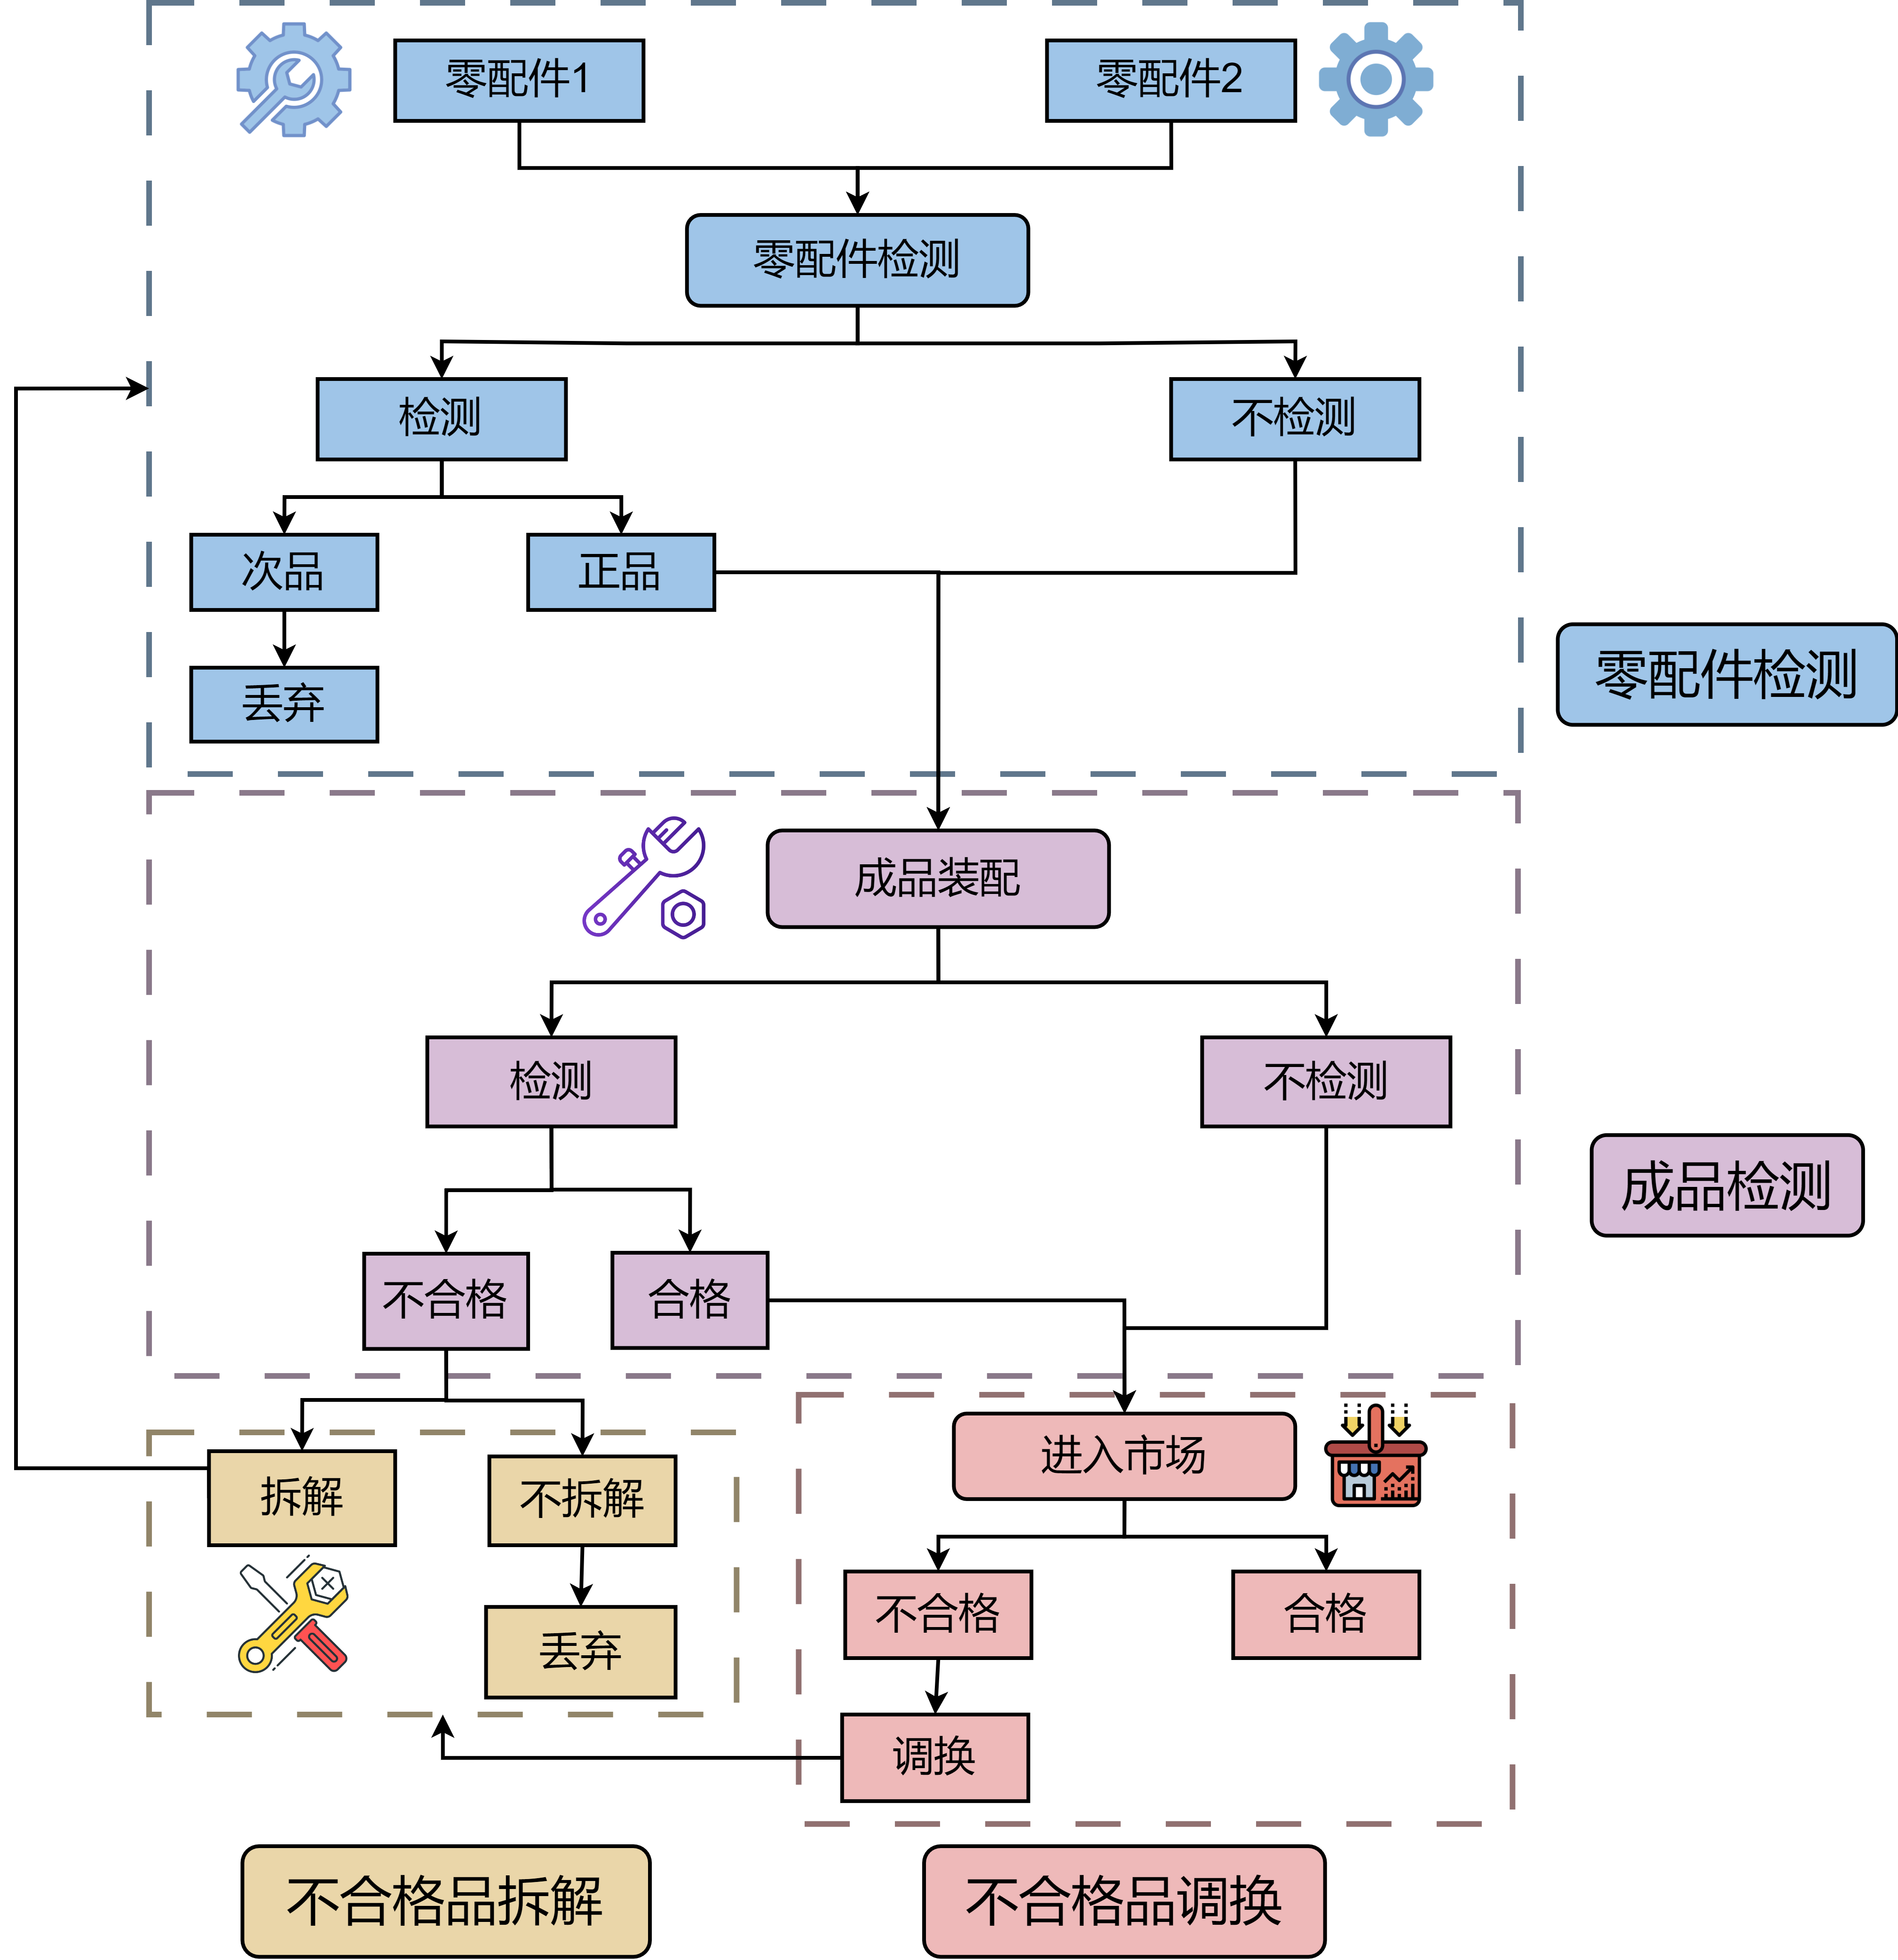 零配件1
零配件2
零配件检测
检测
不检测
次品
正品
丢弃
零配件检测
成品装配
检测
不检测
成品检测
不合格
合格
进入市场
拆解
不拆解
不合格
合格
丢弃
调换
不合格品拆解
不合格品调换